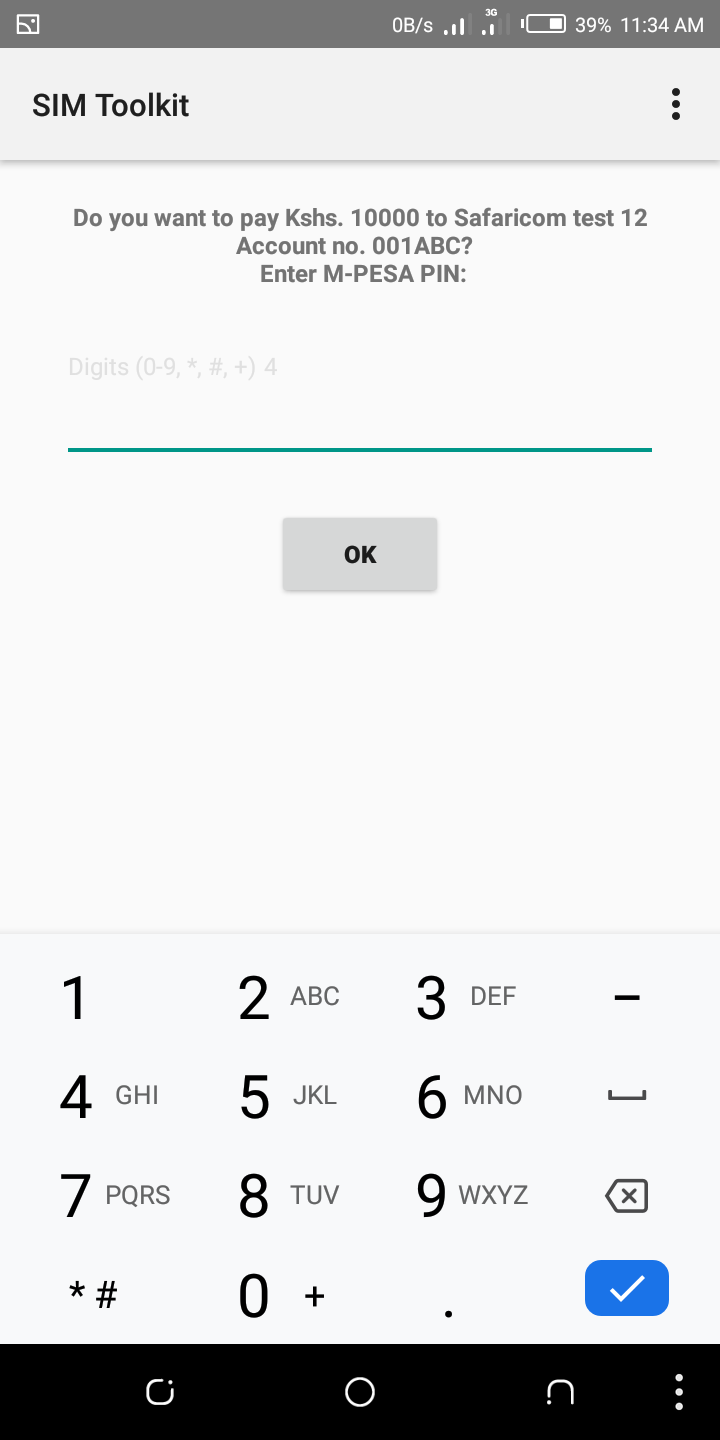 0B/s 3G 39% 11:34 AM
SIM Toolkit
Do you want to pay Kshs. 10000 to Safaricom test 12
Account no. 001ABC?
Enter M-PESA PIN:
Digits (0-9, *, #, +) 4
OK
1 2 ABC 3 DEF –
4 GHI 5 JKL 6 MNO
7 PQRS 8 TUV 9 WXYZ
* # 0 + .